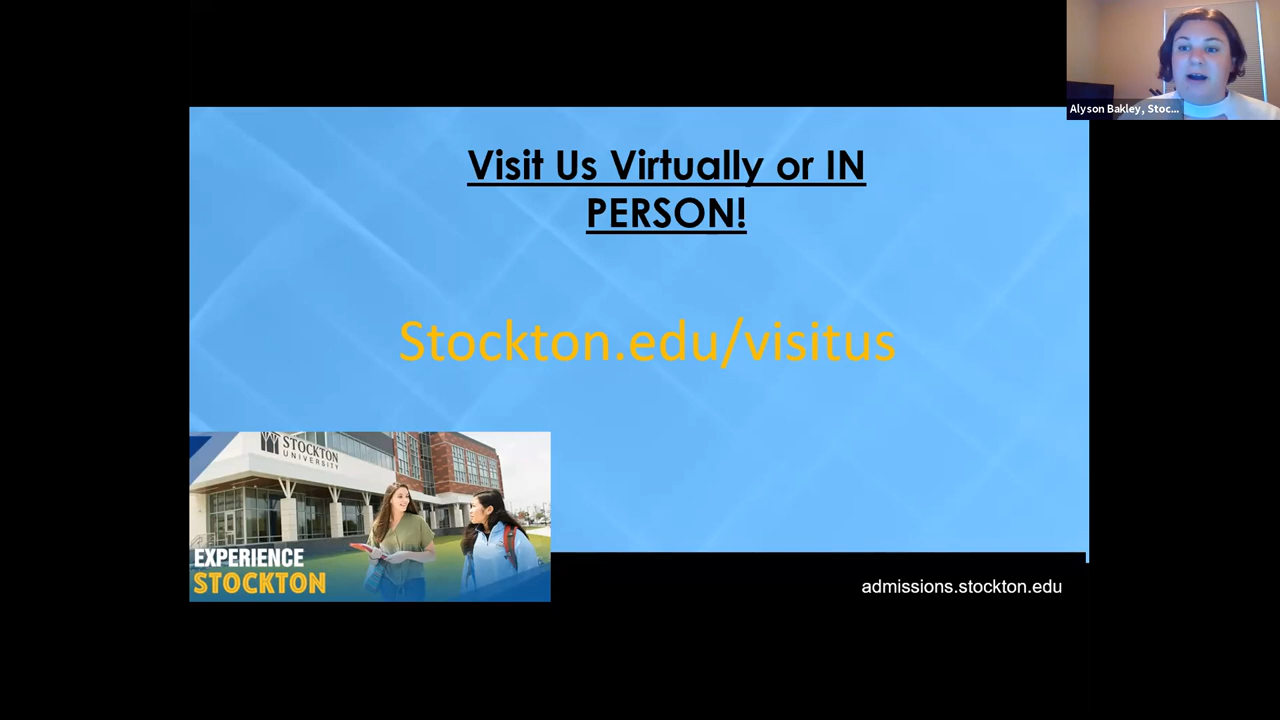 Alyson Bakley, Stoc...
Visit Us Virtually or IN
PERSON!
Stockton.edu/visitus
STOCKTON
UNIVERSITY
EXPERIENCE
STOCKTON
admissions.stockton.edu